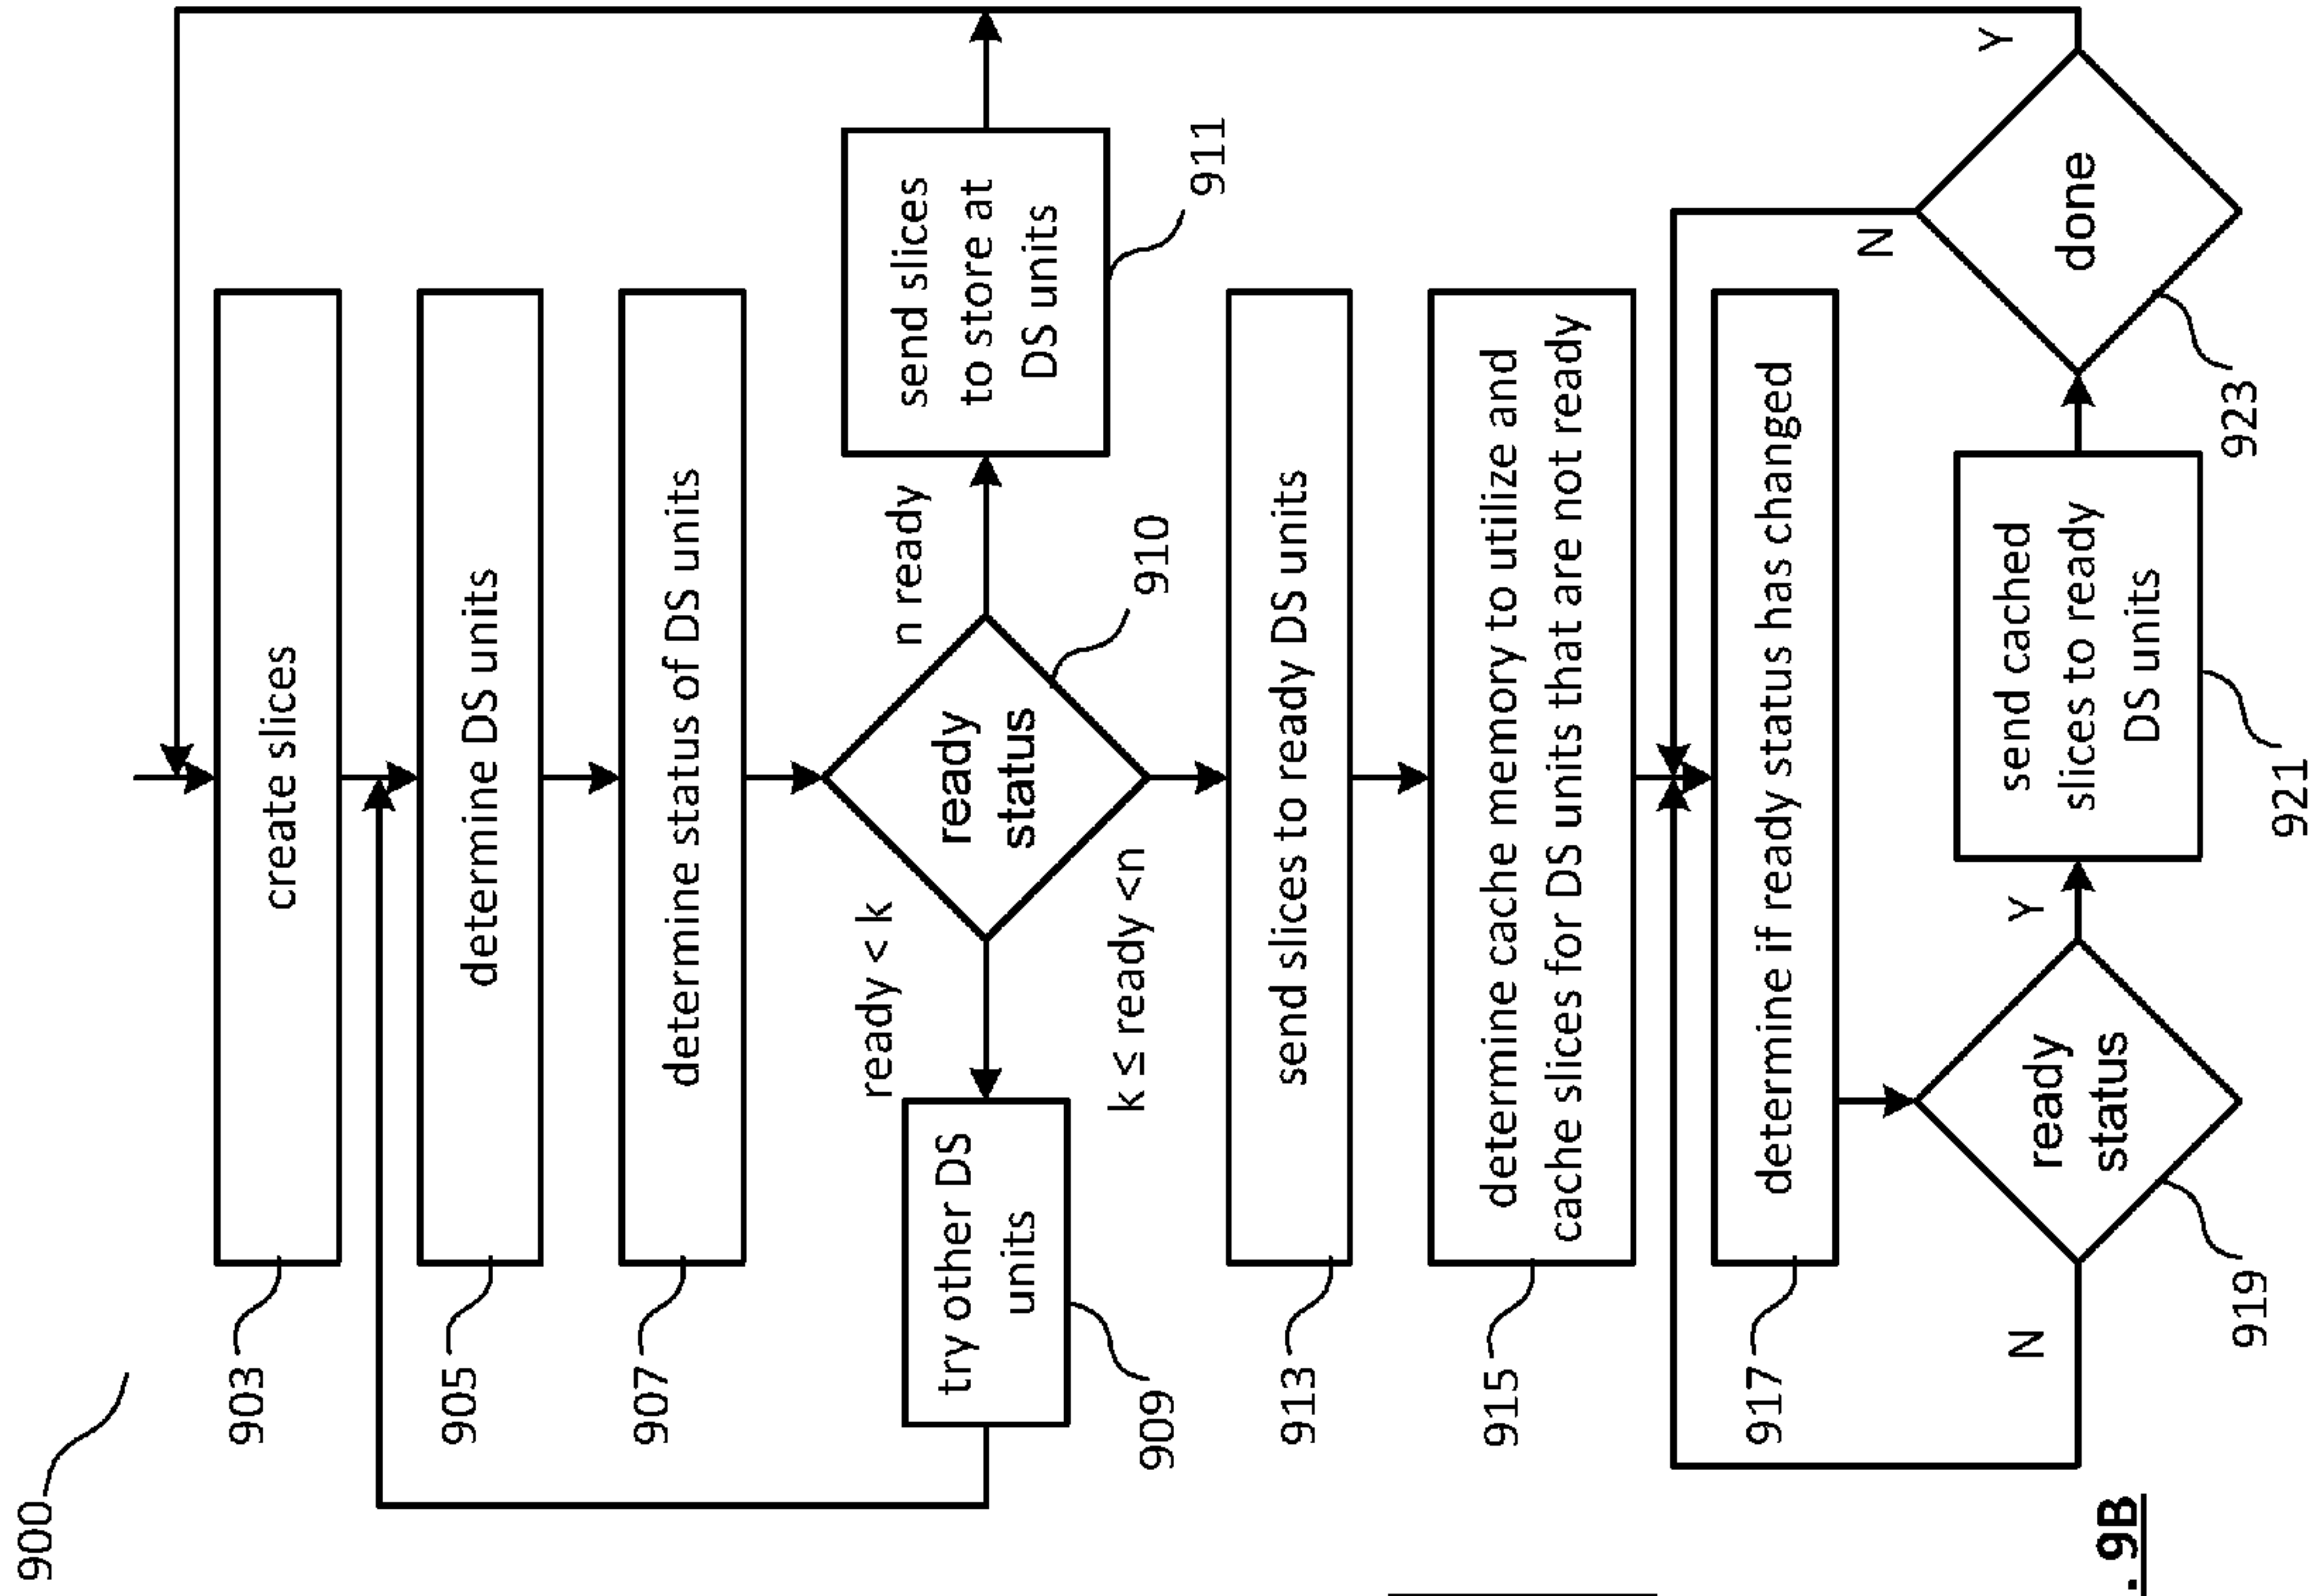 900
903
create slices
905
determine DS units
907
determine status of DS units
ready < k
ready
status
910
n ready
try other DS
units
909
send slices
to store at
DS units
911
k ≤ ready <n
913
send slices to ready DS units
915
determine cache memory to utilize and
cache slices for DS units that are not ready
917
determine if ready status has changed
N
ready
status
919
Y
send cached
slices to ready
DS units
921
N
done
923
Y
. 9B